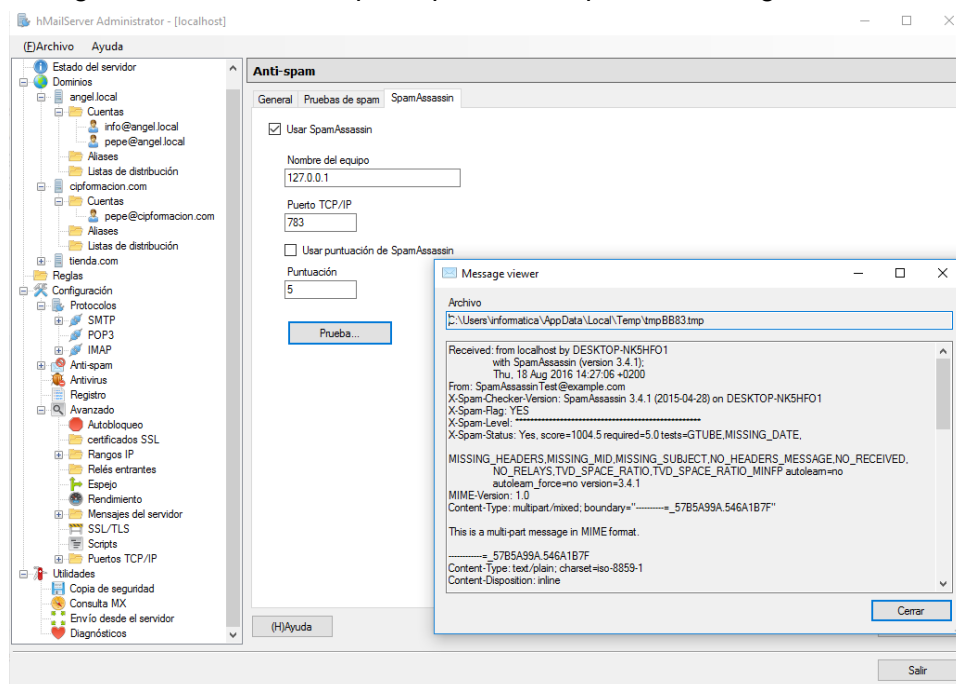 hMailServer Administrator - [localhost]
(F)Archivo Ayuda
Estado del servidor
Dominios
angel.local
Cuentas
info@angel.local
pepe@angel.local
Aliases
Listas de distribución
cipformacion.com
Cuentas
pepe@cipformacion.com
Aliases
Listas de distribución
tienda.com
Reglas
Configuración
Protocolos
SMTP
POP3
IMAP
Anti-spam
Antivirus
Registro
Avanzado
Autobloqueo
certificados SSL
Rangos IP
Relés entrantes
Espejo
Rendimiento
Mensajes del servidor
SSL/TLS
Scripts
Puertos TCP/IP
Utilidades
Copia de seguridad
Consulta MX
Envío desde el servidor
Diagnósticos
Anti-spam
General Pruebas de spam SpamAssassin
Usar SpamAssassin
Nombre del equipo
127.0.0.1
Puerto TCP/IP
783
Usar puntuación de SpamAssassin
Puntuación
5
Prueba...
(H)Ayuda
Message viewer
Archivo
C:\Users\informatica\AppData\Local\Temp\tmpBB83.tmp
Received: from localhost by DESKTOP-NK5HFO1
with SpamAssassin (version 3.4.1);
Thu, 18 Aug 2016 14:27:06 +0200
From: SpamAssassinTest@example.com
X-Spam-Checker-Version: SpamAssassin 3.4.1 (2015-04-28) on DESKTOP-NK5HFO1
X-Spam-Flag: YES
X-Spam-Level: **************************************************
X-Spam-Status: Yes, score=1004.5 required=5.0 tests=GTUBE,MISSING_DATE,
MISSING_HEADERS,MISSING_MID,MISSING_SUBJECT,NO_HEADERS_MESSAGE,NO_RECEIVED,
NO_RELAYS,TVD_SPACE_RATIO,TVD_SPACE_RATIO_MINFP autolearn=no
autolearn_force=no version=3.4.1
MIME-Version: 1.0
Content-Type: multipart/mixed; boundary="----------=_57B5A99A.546A1B7F"
This is a multi-part message in MIME format.
------------=_57B5A99A.546A1B7F
Content-Type: text/plain; charset=iso-8859-1
Content-Disposition: inline
Cerrar
Salir